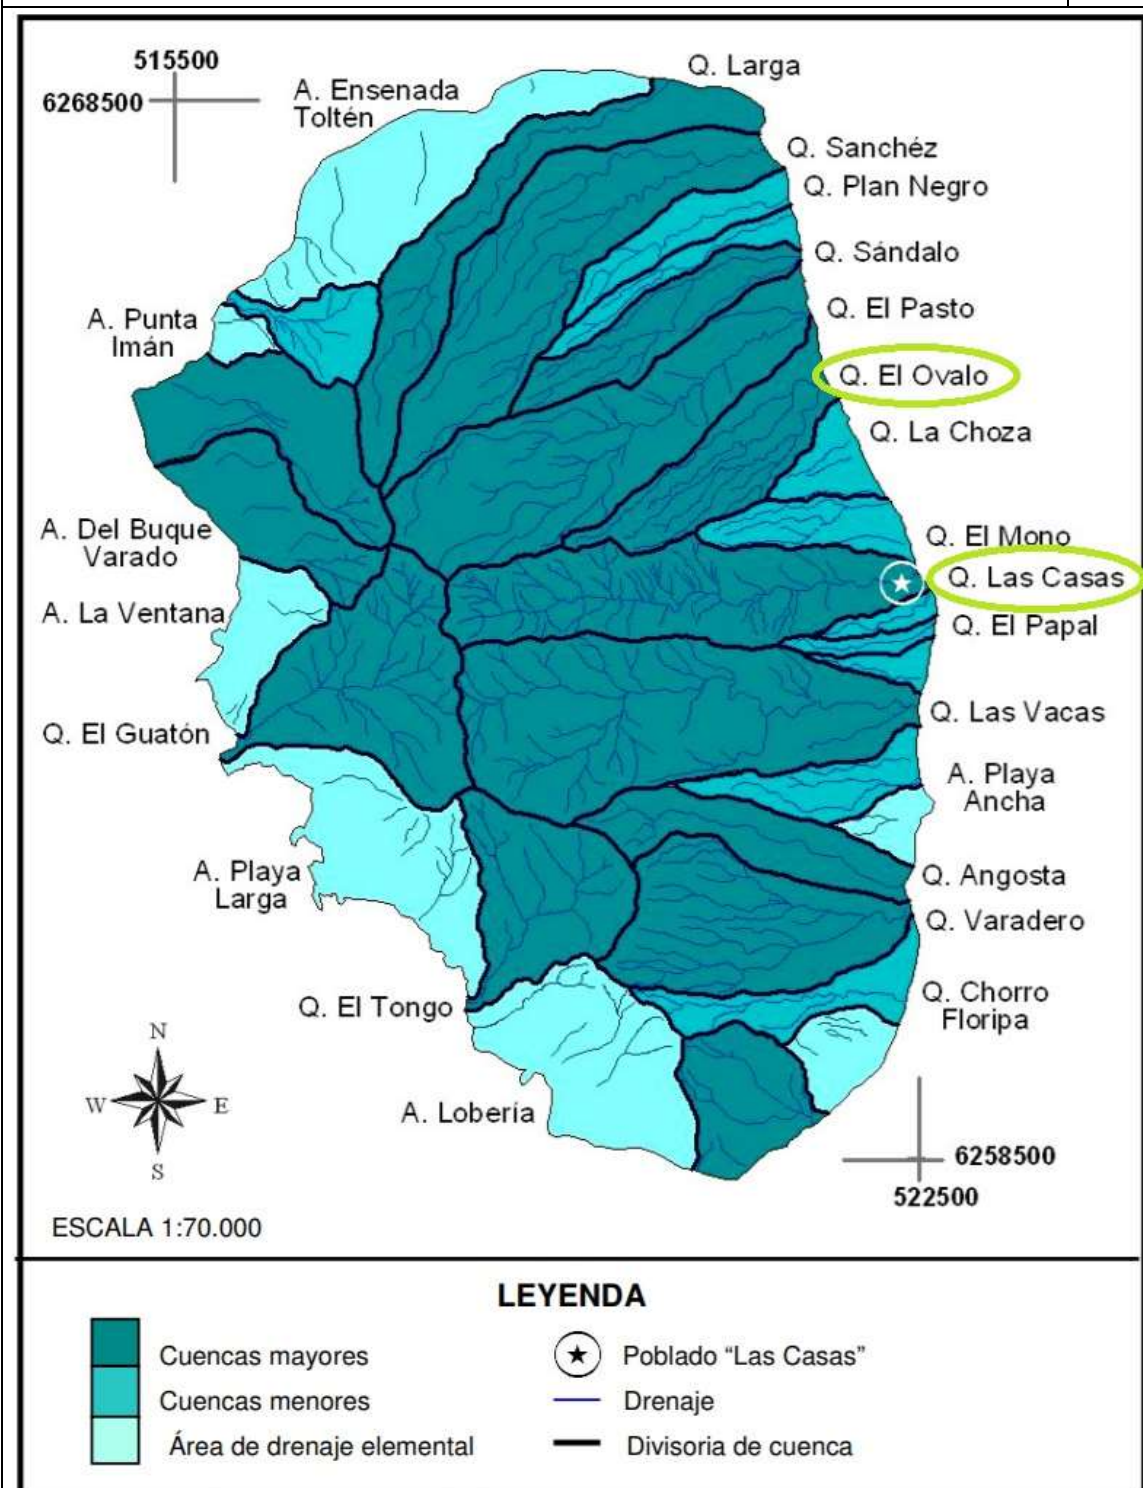 515500
6268500
A. Ensenada
Toltén
Q. Larga
Q. Sanchéz
Q. Plan Negro
Q. Sándalo
A. Punta
Imán
Q. El Pasto
Q. El Ovalo
Q. La Choza
A. Del Buque
Varado
Q. El Mono
Q. Las Casas
A. La Ventana
Q. El Papal
Q. El Guatón
Q. Las Vacas
A. Playa
Ancha
A. Playa
Larga
Q. Angosta
Q. Varadero
Q. El Tongo
Q. Chorro
Floripa
N
W
E
S
A. Lobería
6258500
522500
ESCALA 1:70.000
LEYENDA
Cuencas mayores
Poblado “Las Casas”
Cuencas menores
Drenaje
Área de drenaje elemental
Divisoria de cuenca